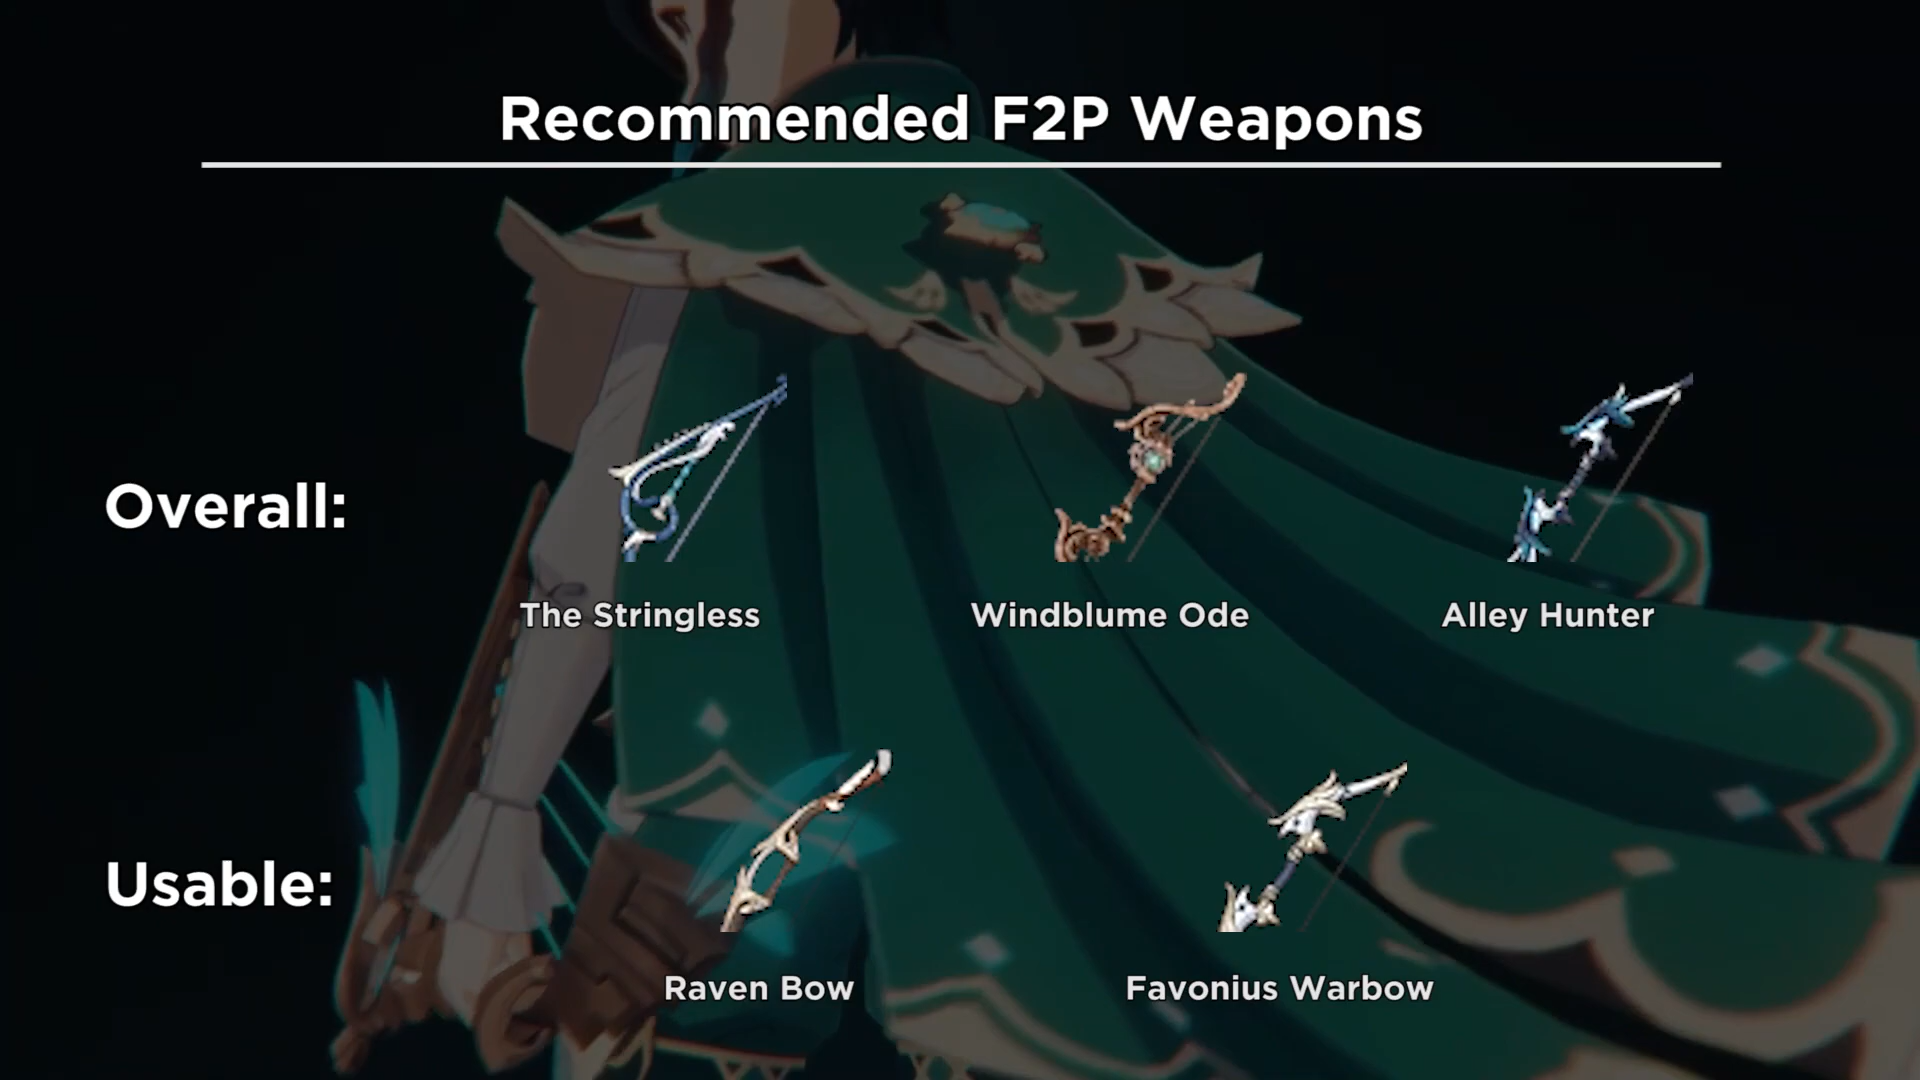 Recommended F2P Weapons
Overall:
The Stringless
Windblume Ode
Alley Hunter
Usable:
Raven Bow
Favonius Warbow